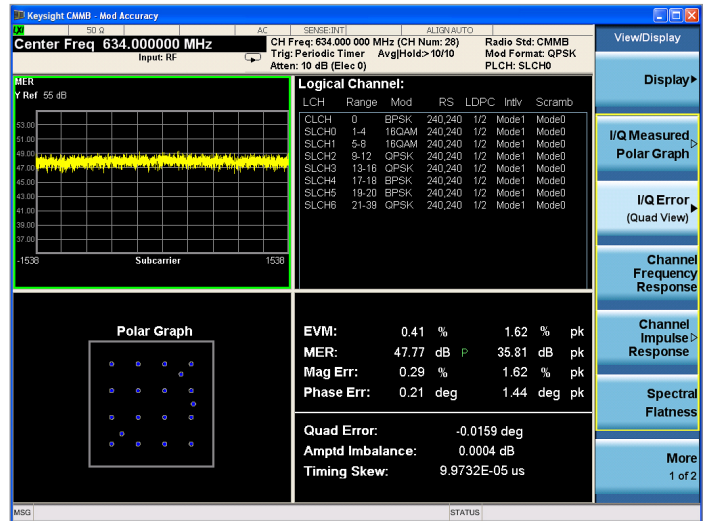 Keysight CMMB - Mod Accuracy
LXI 50 Ω AC SENSE:INT ALIGN AUTO
Center Freq 634.000000 MHz
Input: RF
CH Freq: 634.000 000 MHz (CH Num: 28) Radio Std: CMMB
Trig: Periodic Timer Avg|Hold:>10/10 Mod Format: QPSK
Atten: 10 dB (Elec 0) PLCH: SLCH0
MER
Y Ref 55 dB
53.00
51.00
49.00
47.00
45.00
43.00
41.00
39.00
37.00
-1538 Subcarrier 1538
Logical Channel:
LCH Range Mod RS LDPC Intlv Scramb
CLCH 0 BPSK 240,240 1/2 Mode1 Mode0
SLCH0 1-4 16QAM 240,240 1/2 Mode1 Mode0
SLCH1 5-8 16QAM 240,240 1/2 Mode1 Mode0
SLCH2 9-12 QPSK 240,240 1/2 Mode1 Mode0
SLCH3 13-16 QPSK 240,240 1/2 Mode1 Mode0
SLCH4 17-18 BPSK 240,240 1/2 Mode1 Mode0
SLCH5 19-20 BPSK 240,240 1/2 Mode1 Mode0
SLCH6 21-39 QPSK 240,240 1/2 Mode1 Mode0
Polar Graph
EVM: 0.41 % 1.62 % pk
MER: 47.77 dB P 35.81 dB pk
Mag Err: 0.29 % 1.62 % pk
Phase Err: 0.21 deg 1.44 deg pk
Quad Error: -0.0159 deg
Amptd Imbalance: 0.0004 dB
Timing Skew: 9.9732E-05 us
View/Display
Display
I/Q Measured
Polar Graph
I/Q Error
(Quad View)
Channel
Frequency
Response
Channel
Impulse
Response
Spectral
Flatness
More
1 of 2
MSG STATUS